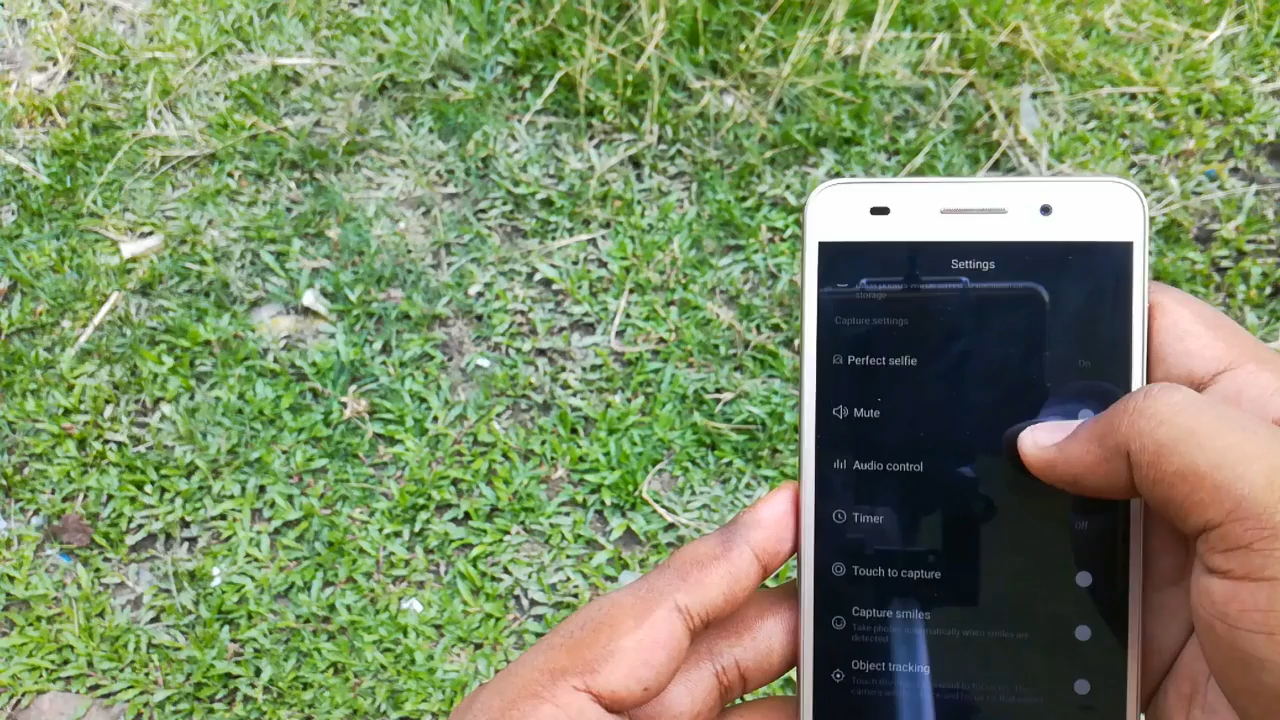 Settings
storage
Capture settings
Perfect selfie
On
Mute
Audio control
Timer
Off
Touch to capture
Capture smiles
Take photos automatically when smiles are
detected
Object tracking